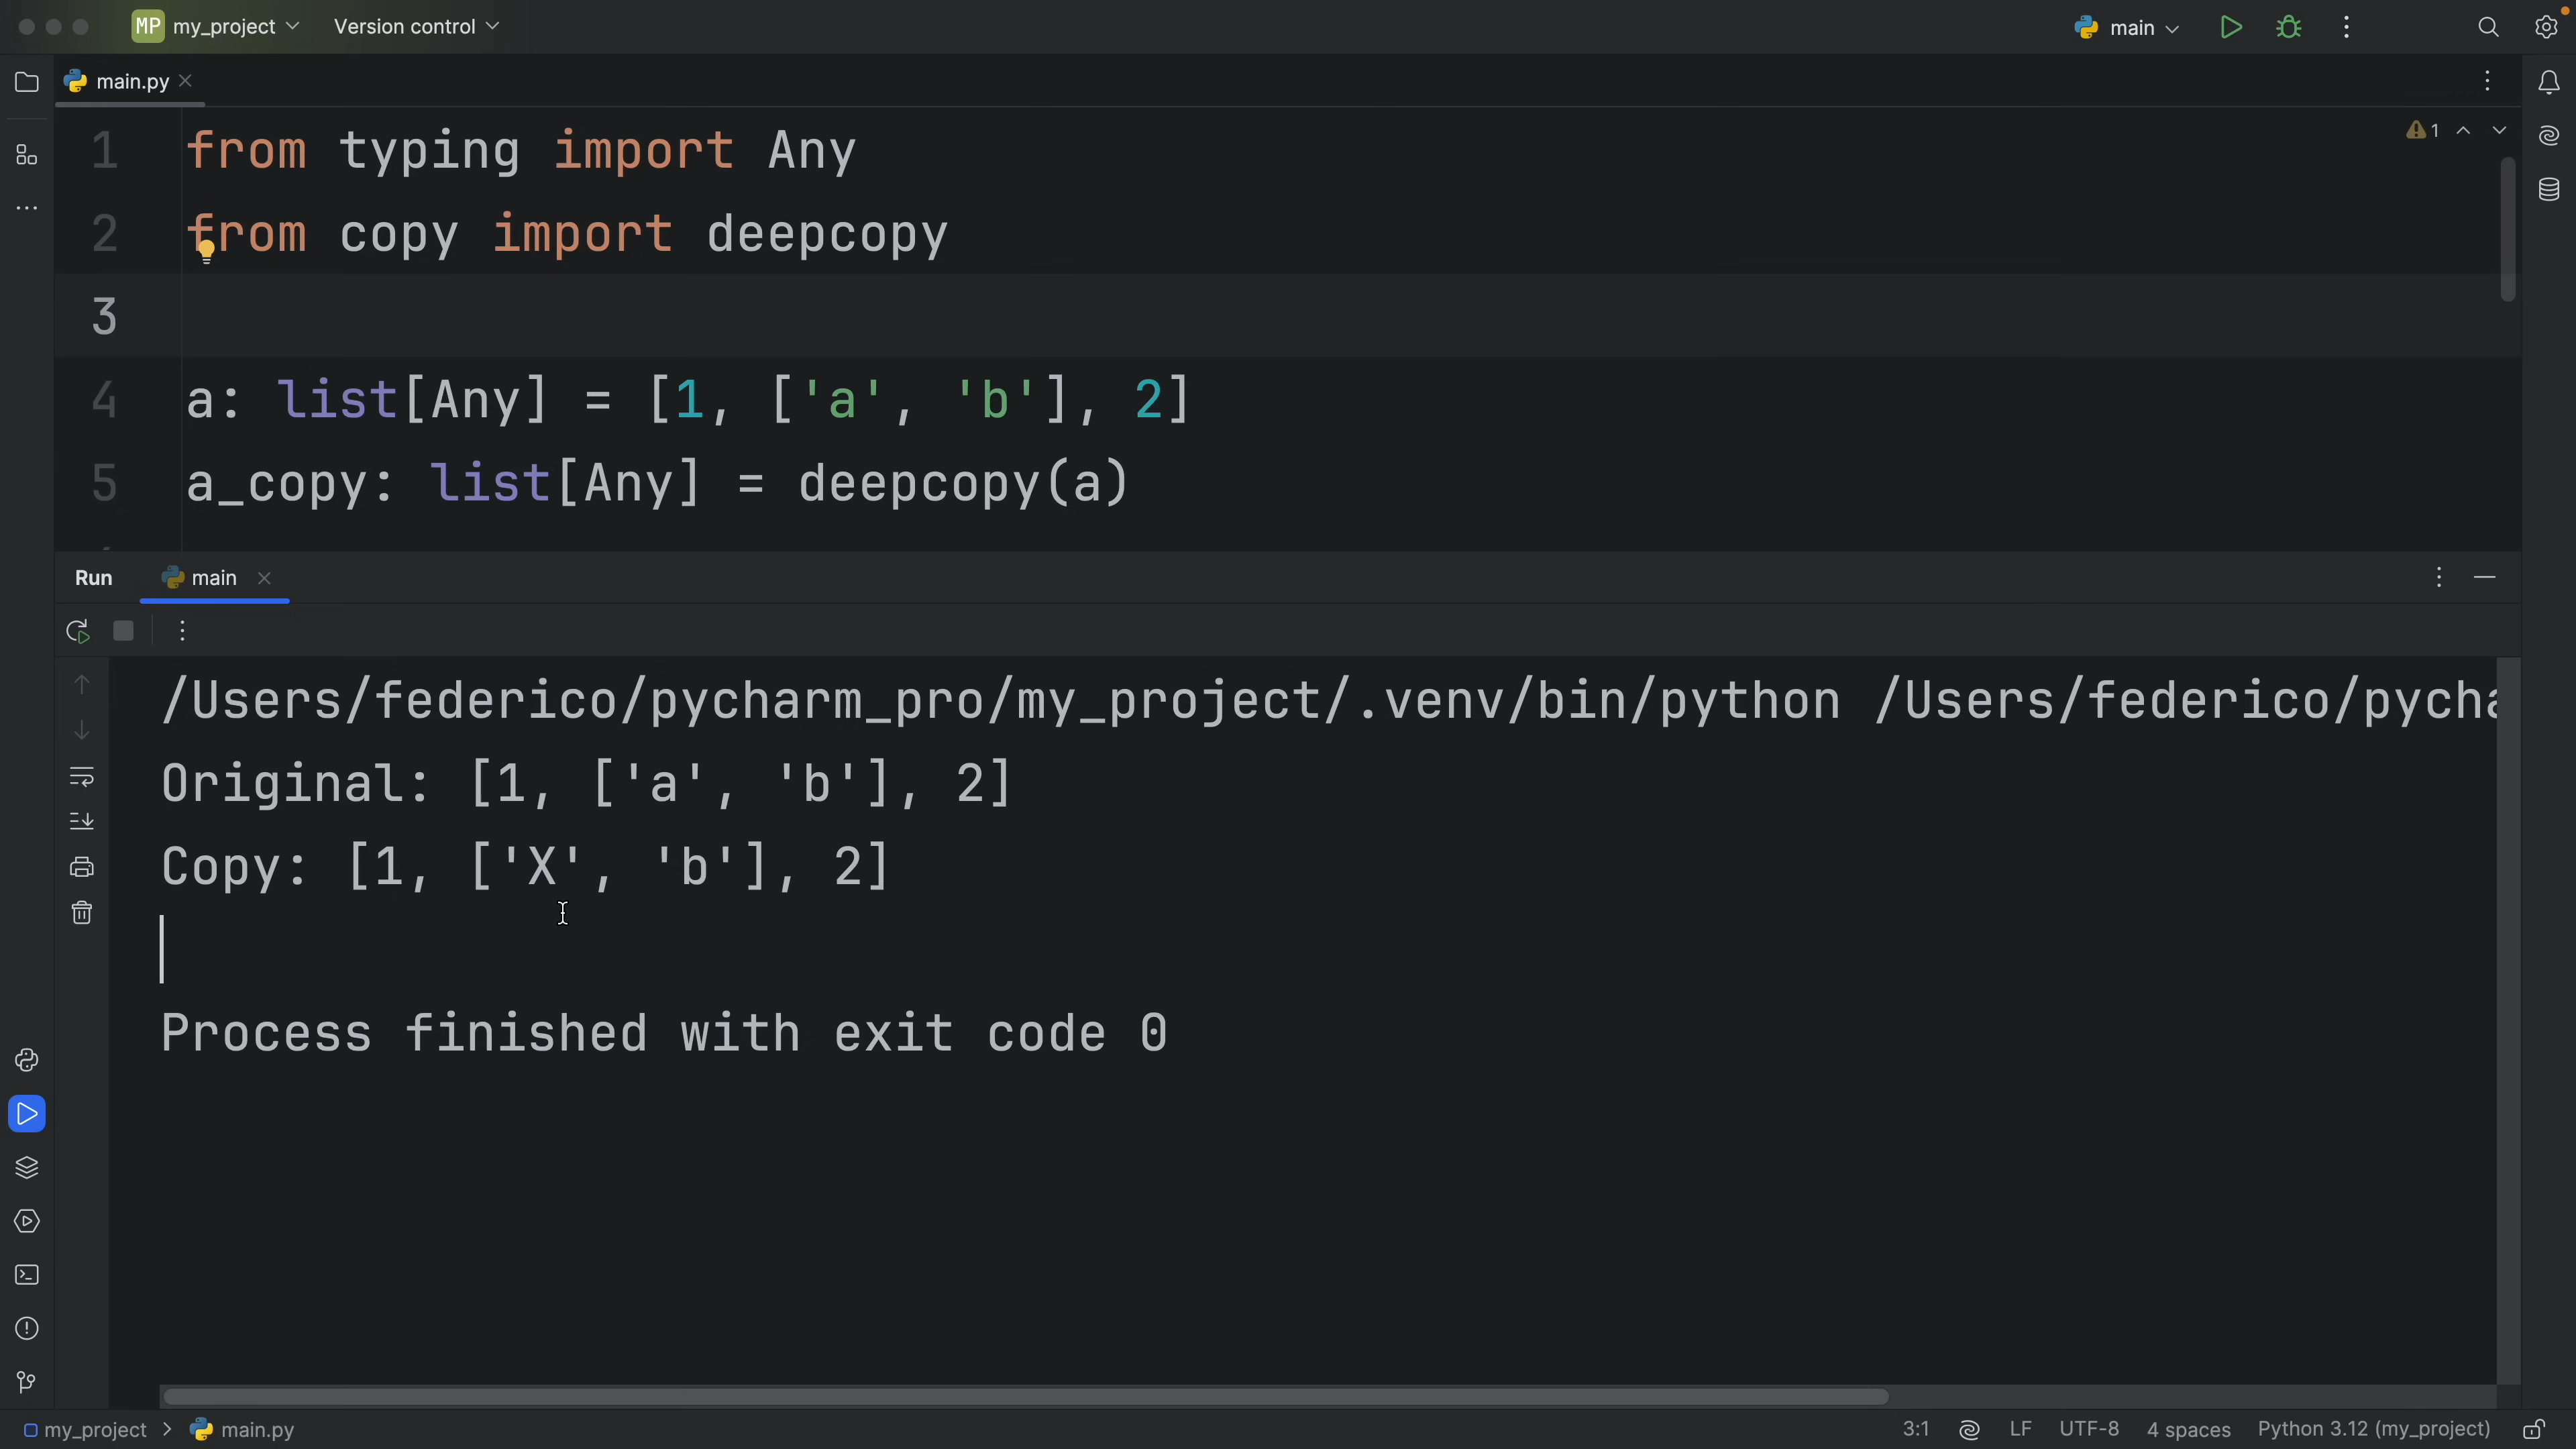 MP my_project Version control main
main.py
1 from typing import Any
1
2 from copy import deepcopy
3
4 a: list[Any] = [1, ['a', 'b'], 2]
5 a_copy: list[Any] = deepcopy(a)
Run main
/Users/federico/pycharm_pro/my_project/.venv/bin/python /Users/federico/pycha
Original: [1, ['a', 'b'], 2]
Copy: [1, ['X', 'b'], 2]
Process finished with exit code 0
my_project main.py 3:1 LF UTF-8 4 spaces Python 3.12 (my_project)